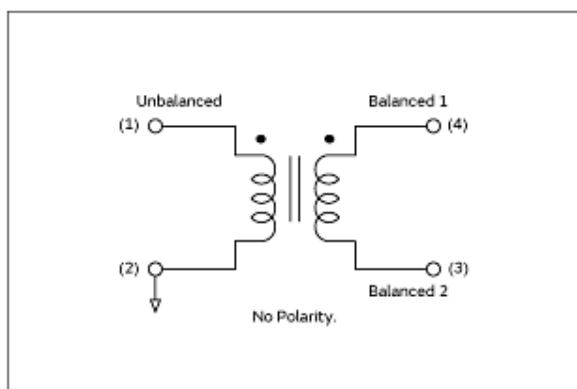 Unbalanced Balanced 1
(1) (4)
(2) (3)
Balanced 2
No Polarity.